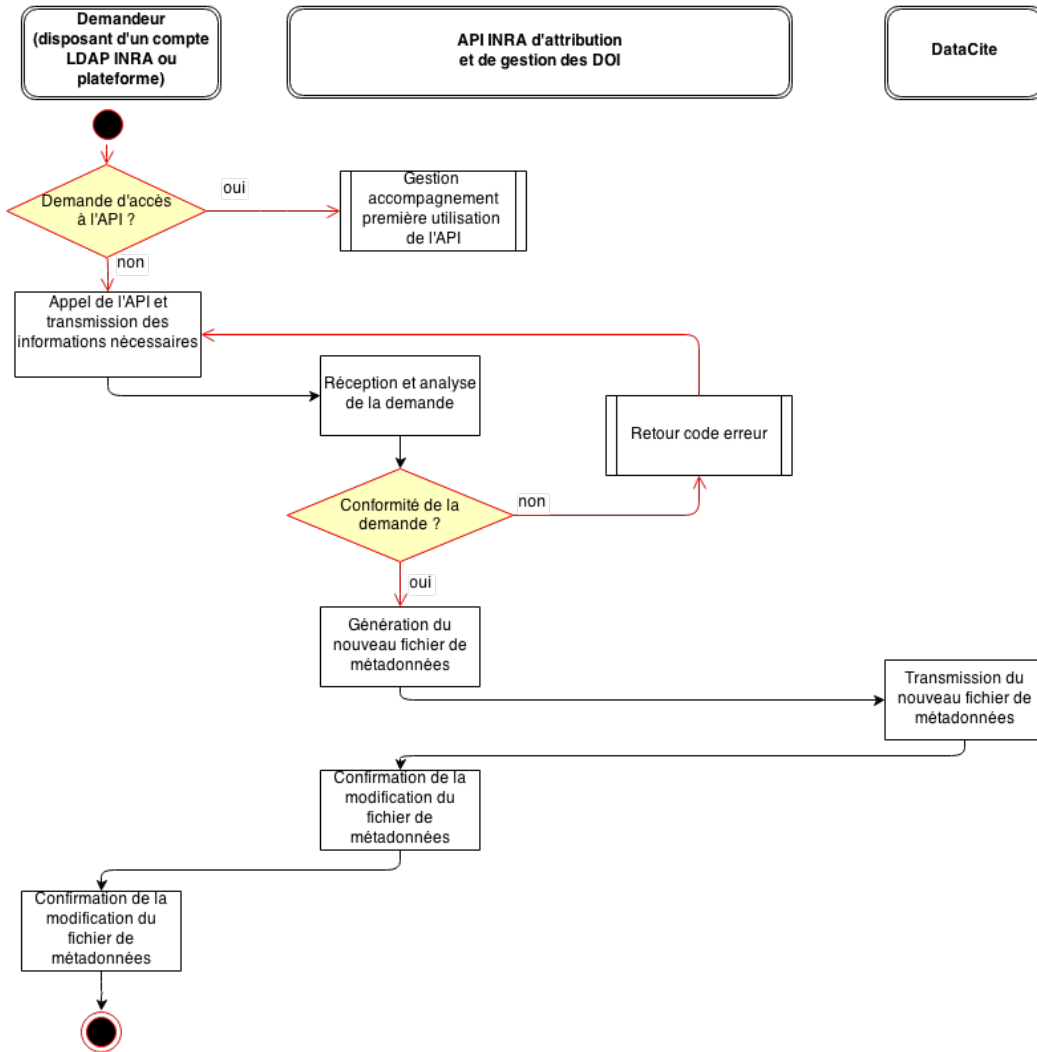 Demandeur
(disposant d'un compte
LDAP INRA ou
plateforme)
API INRA d'attribution
et de gestion des DOI
DataCite
Demande d'accès
à l'API ?
oui
Gestion
accompagnement
première utilisation
de l'API
non
Appel de l'API et
transmission des
informations nécessaires
Réception et analyse
de la demande
Retour code erreur
Conformité de la
demande ?
non
oui
Génération du
nouveau fichier de
métadonnées
Transmission du
nouveau fichier de
métadonnées
Confirmation de la
modification du
fichier de
métadonnées
Confirmation de la
modification du
fichier de
métadonnées